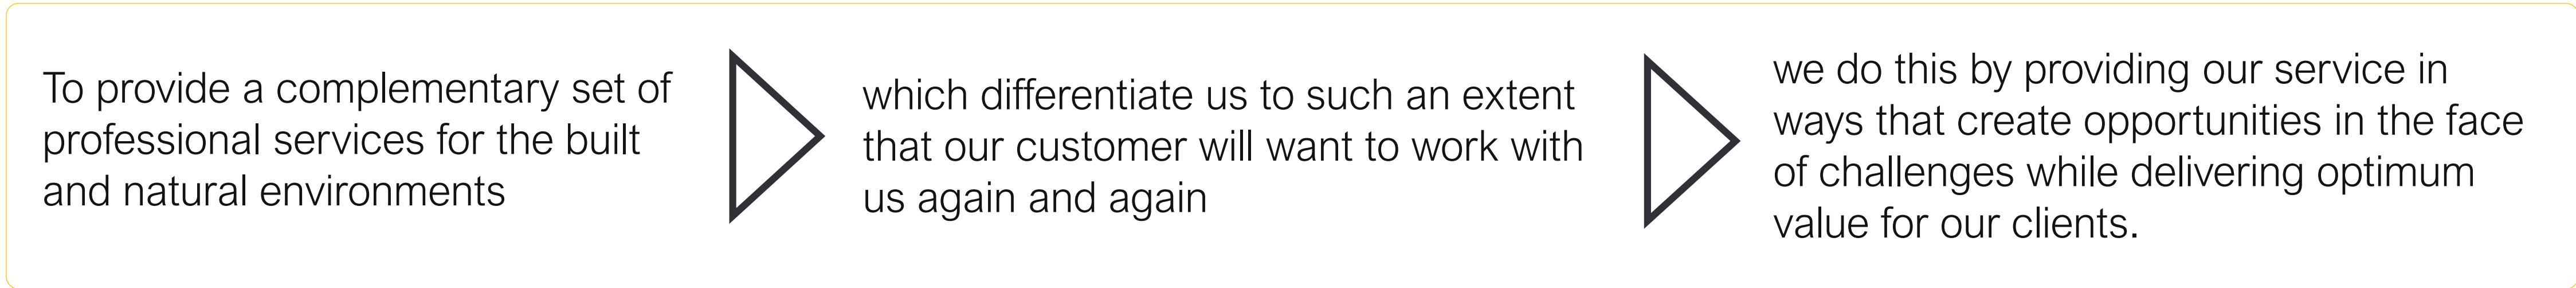 To provide a complementary set of
professional services for the built
and natural environments
which differentiate us to such an extent
that our customer will want to work with
us again and again
we do this by providing our service in
ways that create opportunities in the face
of challenges while delivering optimum
value for our clients.